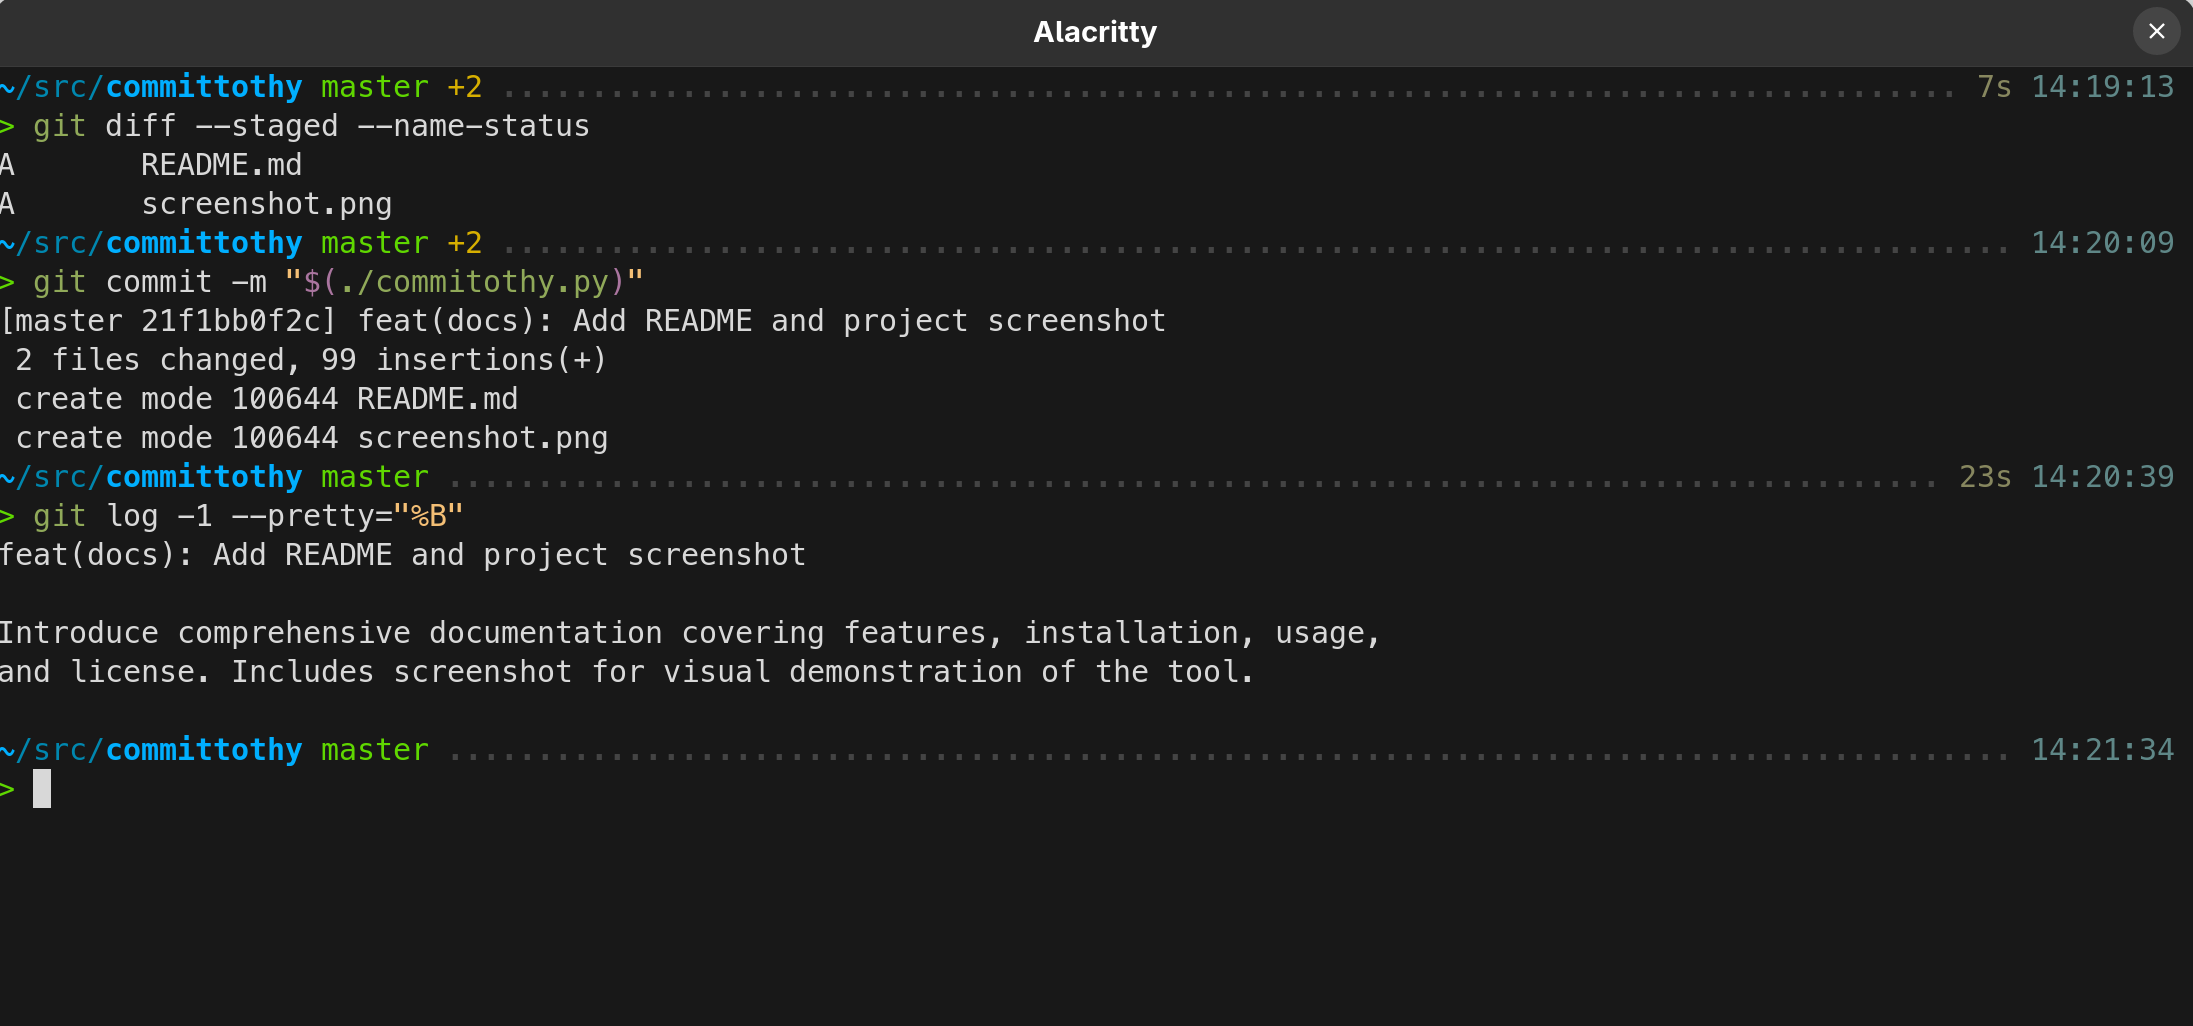 Alacritty
~/src/committothy master +2 ................................................................................. 7s 14:19:13
> git diff --staged --name-status
A       README.md
A       screenshot.png
~/src/committothy master +2 .................................................................................... 14:20:09
> git commit -m "$(./commitothy.py)"
[master 21f1bb0f2c] feat(docs): Add README and project screenshot
 2 files changed, 99 insertions(+)
 create mode 100644 README.md
 create mode 100644 screenshot.png
~/src/committothy master ................................................................................... 23s 14:20:39
> git log -1 --pretty="%B"
feat(docs): Add README and project screenshot

Introduce comprehensive documentation covering features, installation, usage,
and license. Includes screenshot for visual demonstration of the tool.

~/src/committothy master ....................................................................................... 14:21:34
>